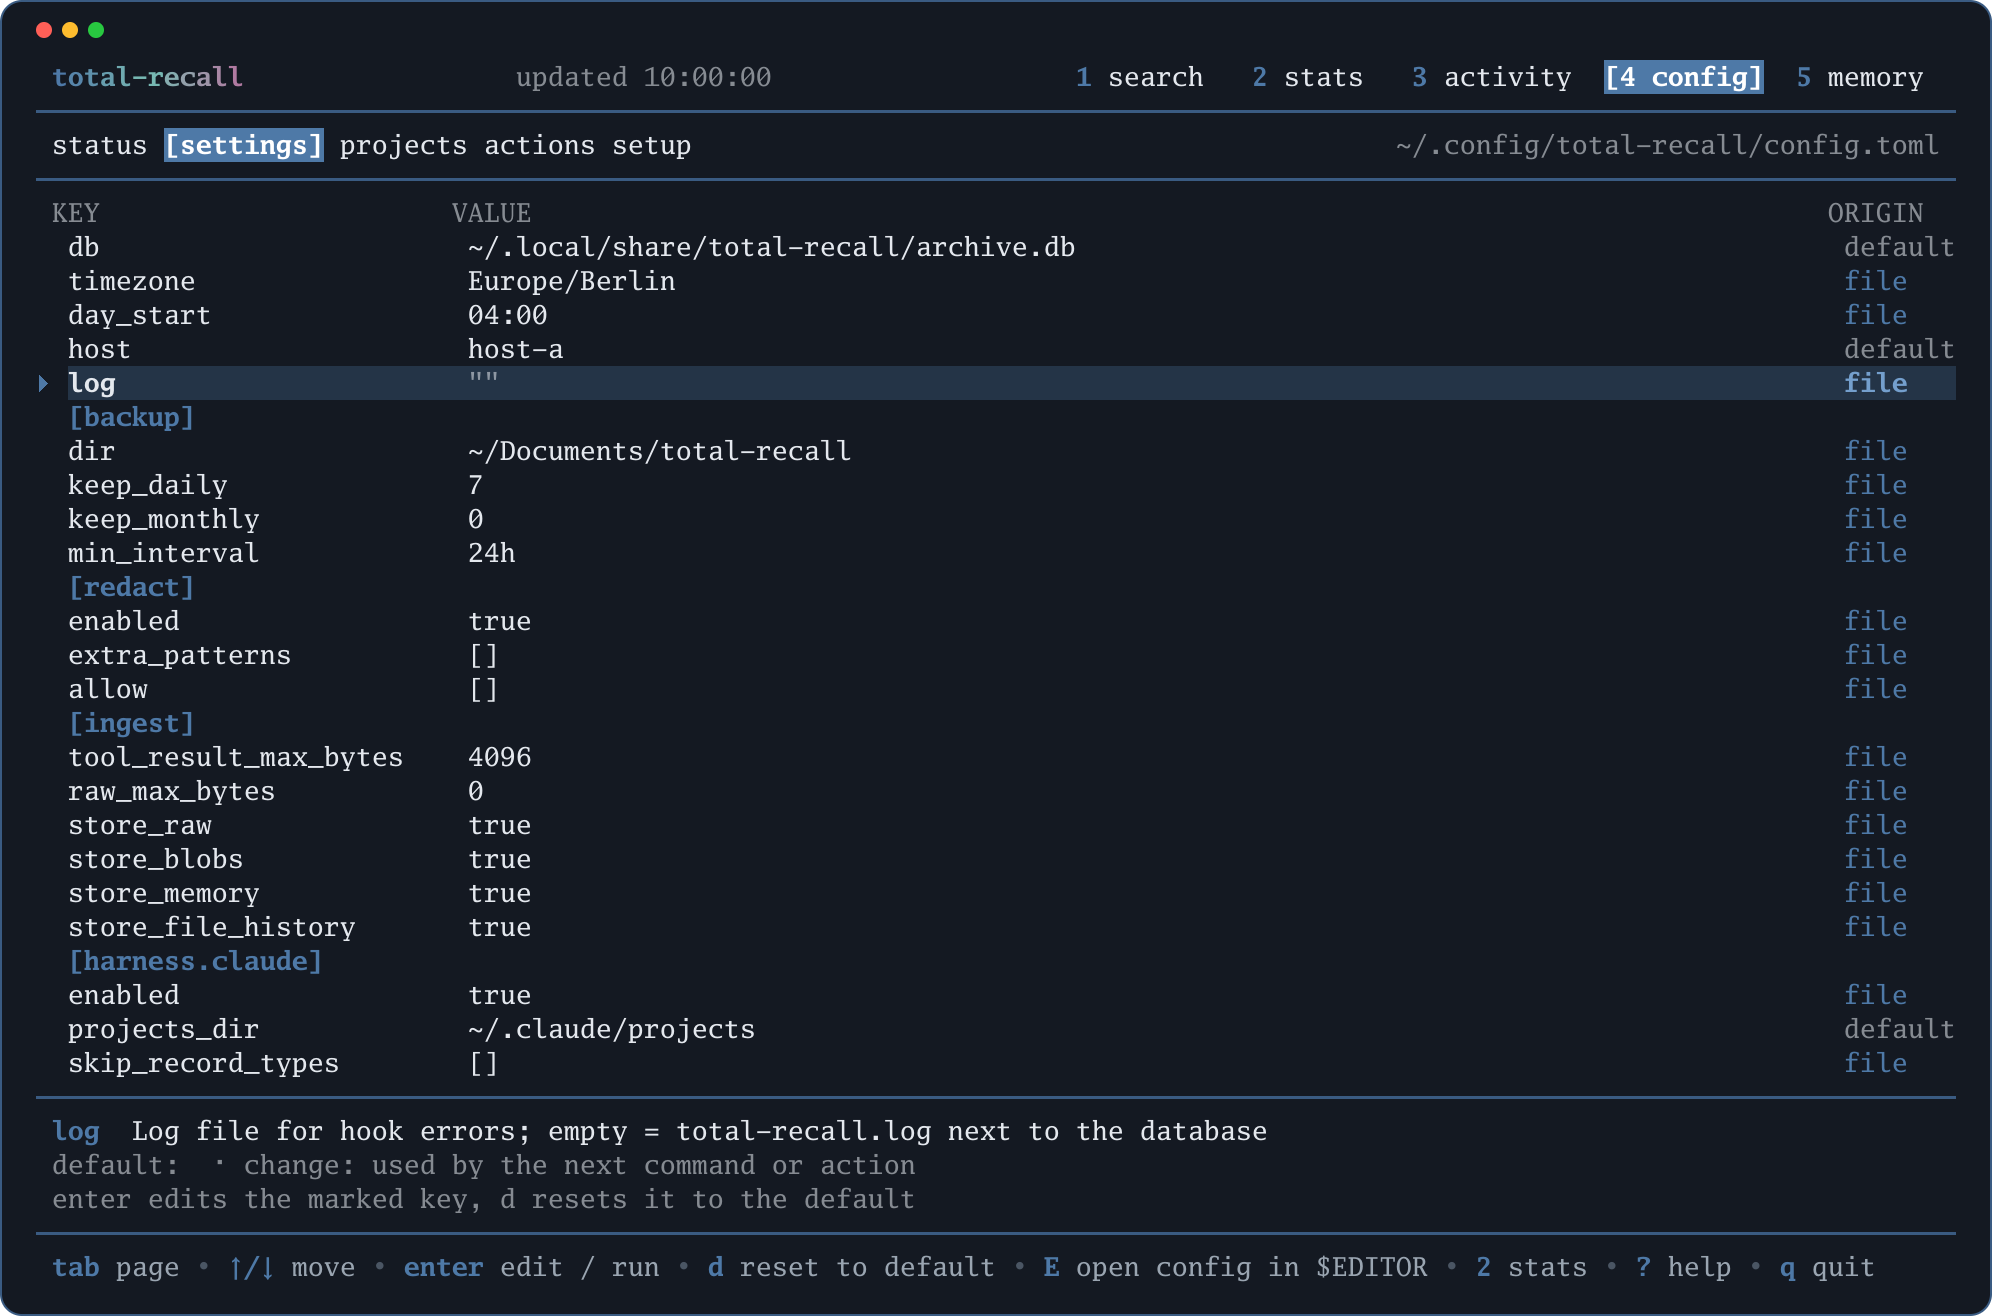 total-recall updated 10:00:00 1 search 2 stats 3 activity [4 config] 5 memory
status [settings] projects actions setup ~/.config/total-recall/config.toml
KEY VALUE ORIGIN
db ~/.local/share/total-recall/archive.db default
timezone Europe/Berlin file
day_start 04:00 file
host host-a default
log "" file
[backup]
dir ~/Documents/total-recall file
keep_daily 7 file
keep_monthly 0 file
min_interval 24h file
[redact]
enabled true file
extra_patterns [] file
allow [] file
[ingest]
tool_result_max_bytes 4096 file
raw_max_bytes 0 file
store_raw true file
store_blobs true file
store_memory true file
store_file_history true file
[harness.claude]
enabled true file
projects_dir ~/.claude/projects default
skip_record_types [] file
log Log file for hook errors; empty = total-recall.log next to the database
default: · change: used by the next command or action
enter edits the marked key, d resets it to the default
tab page • ↑/↓ move • enter edit / run • d reset to default • E open config in $EDITOR • 2 stats • ? help • q quit